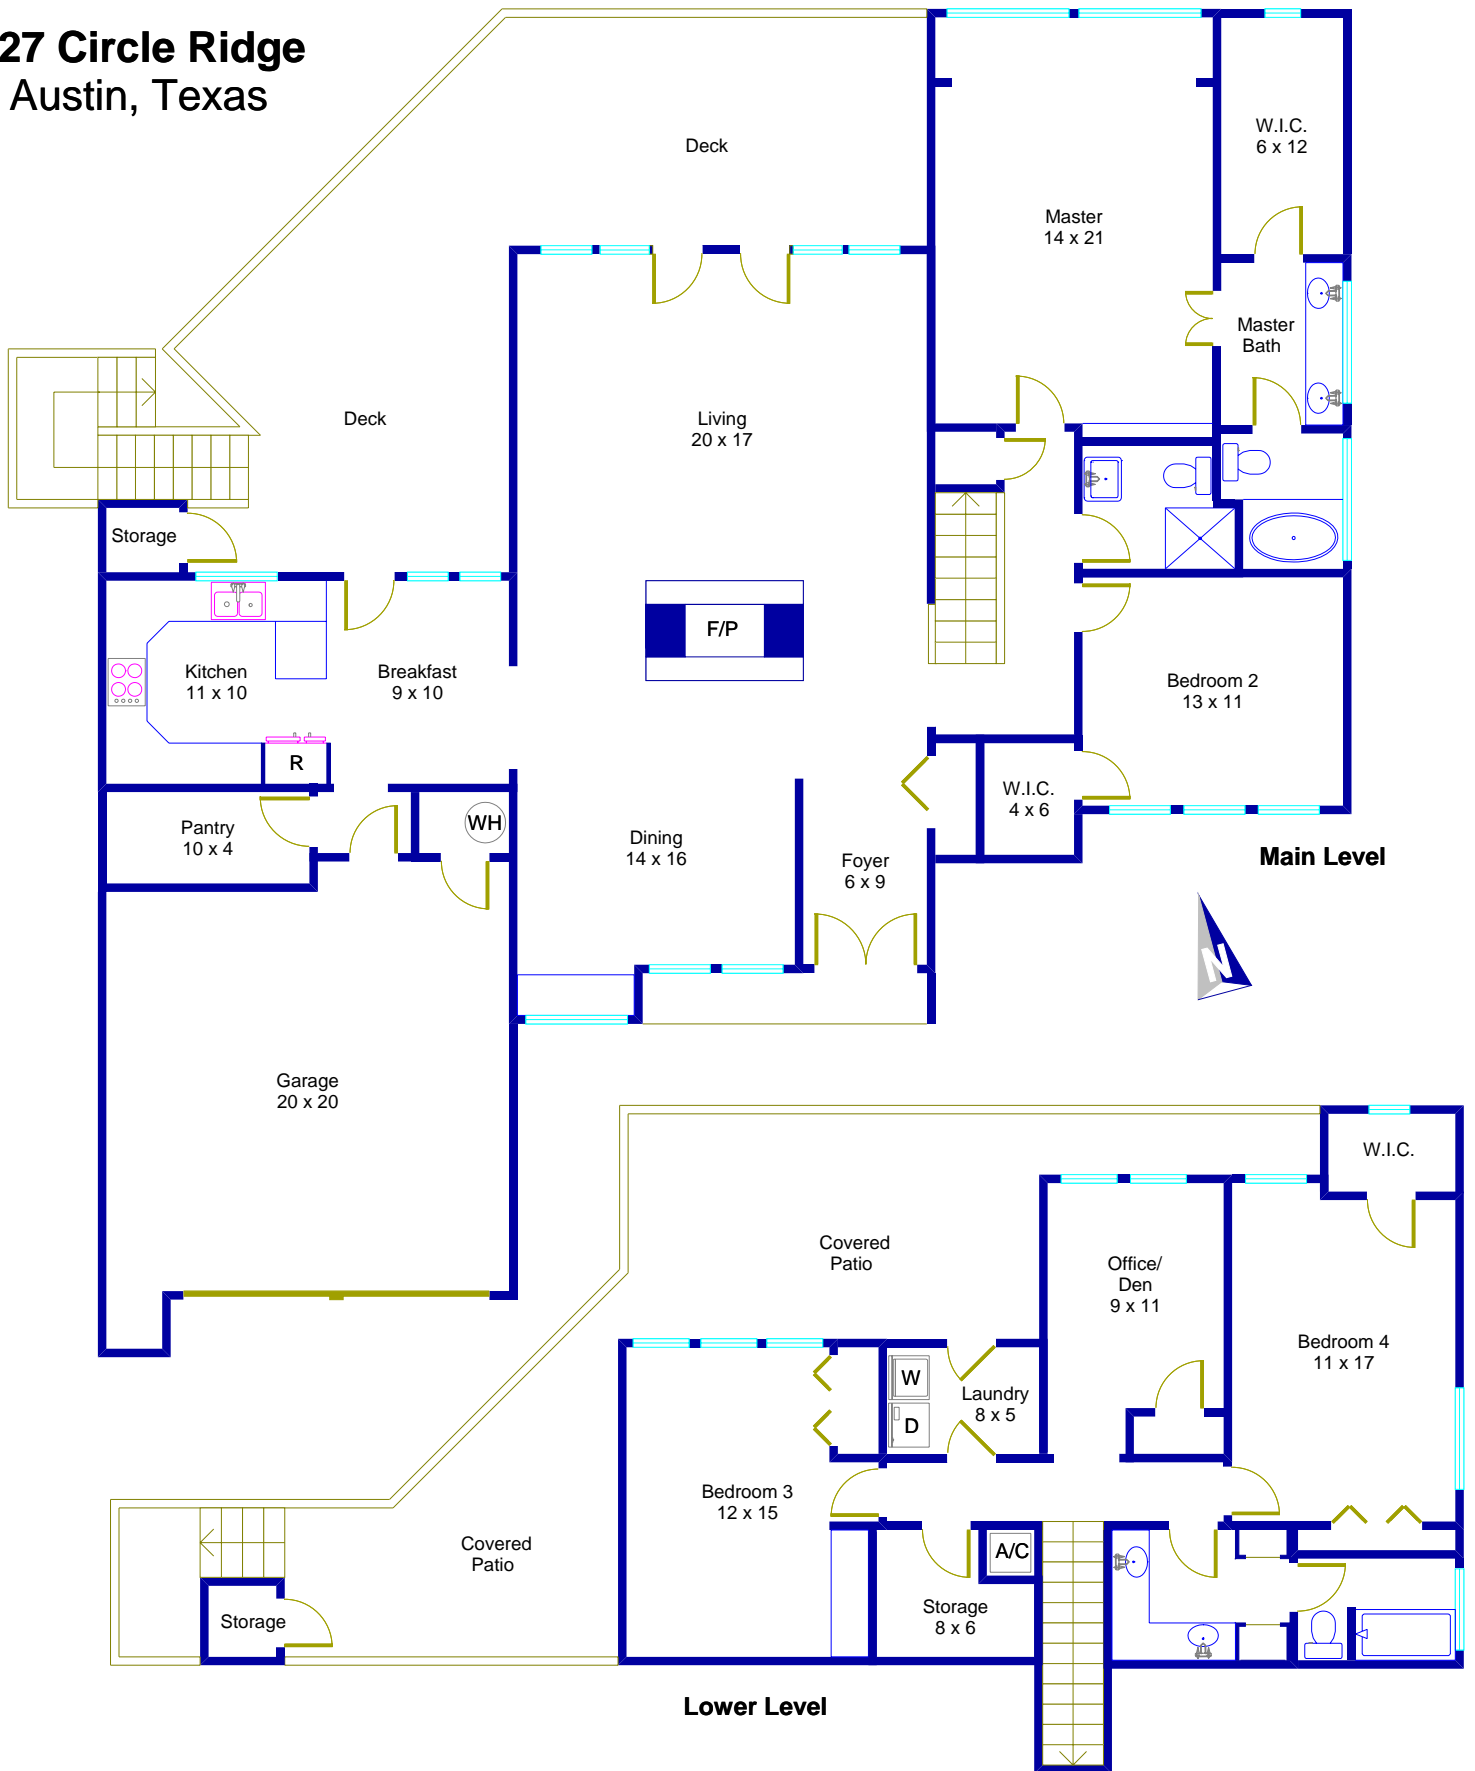 27 Circle Ridge
Austin, Texas
Deck
W.I.C.
6 x 12
Master
14 x 21
Master
Bath
Deck
Living
20 x 17
Storage
F/P
Kitchen
11 x 10
Breakfast
9 x 10
Bedroom 2
13 x 11
R
W.I.C.
4 x 6
Pantry
10 x 4
WH
Dining
14 x 16
Foyer
6 x 9
Main Level
N
Garage
20 x 20
W.I.C.
Covered
Patio
Office/
Den
9 x 11
Bedroom 4
11 x 17
W
D
Laundry
8 x 5
Bedroom 3
12 x 15
Covered
Patio
A/C
Storage
8 x 6
Storage
Lower Level